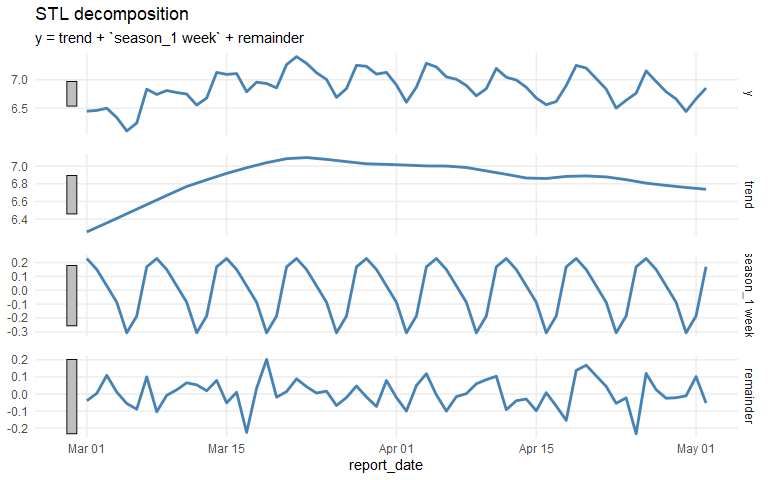 STL decomposition
y = trend + `season_1 week` + remainder
7.0
6.5
y
7.0
6.8
6.6
6.4
trend
0.2
0.1
0.0
-0.1
-0.2
-0.3
season_1 week
0.2
0.1
0.0
-0.1
-0.2
remainder
Mar 01
Mar 15
Apr 01
Apr 15
May 01
report_date